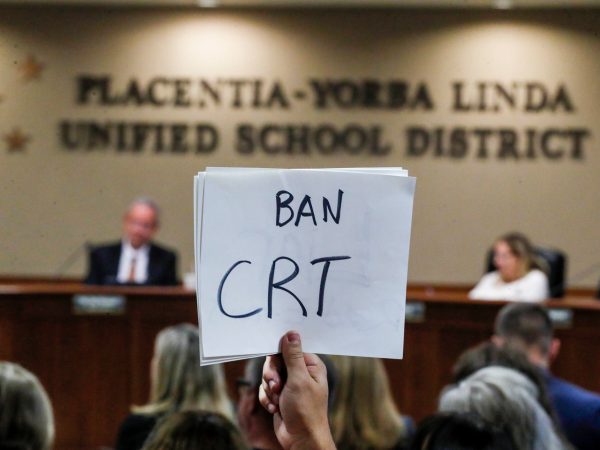 PLACENTIA-YORBA LINDA
UNIFIED SCHOOL DISTRICT
BAN
CRT